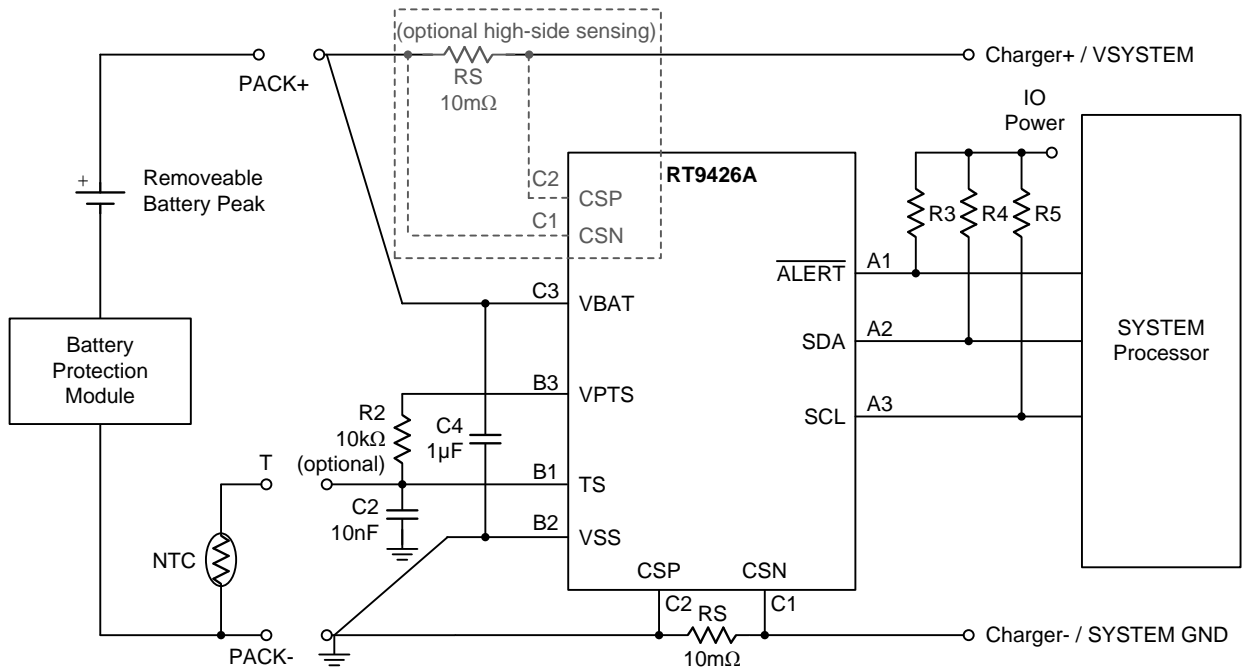 (optional high-side sensing)
RS
10mΩ
PACK+
Charger+ / VSYSTEM
IO
Power
+
Removeable
Battery Peak
C2
CSP
C1
CSN
RT9426A
R3
R4
R5
ALERT
A1
C3
VBAT
SDA
A2
SYSTEM
Processor
Battery
Protection
Module
B3
VPTS
SCL
A3
R2
10kΩ
(optional)
C4
1µF
T
B1
TS
C2
10nF
B2
VSS
NTC
CSP
CSN
C2
C1
RS
10mΩ
PACK-
Charger- / SYSTEM GND